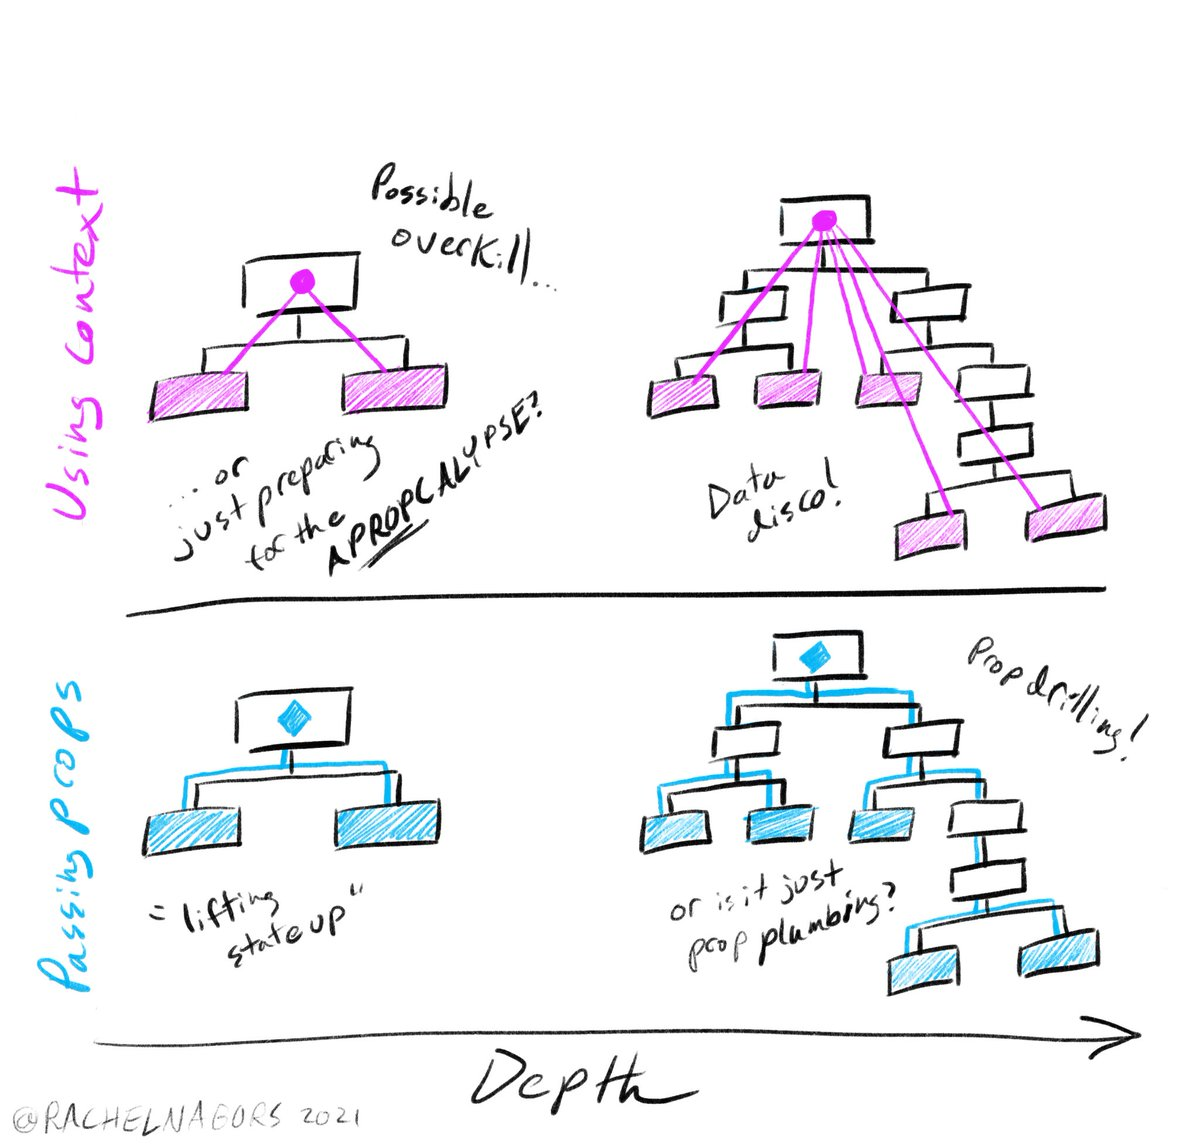 Using Context
Possible
overkill...
...or
just preparing
for the
APROPCALYPSE?
Data
disco!
Passing props
= lifting
state up"
Prop drilling!
or is it just
prop plumbing?
Depth
@RACHELNABORS 2021